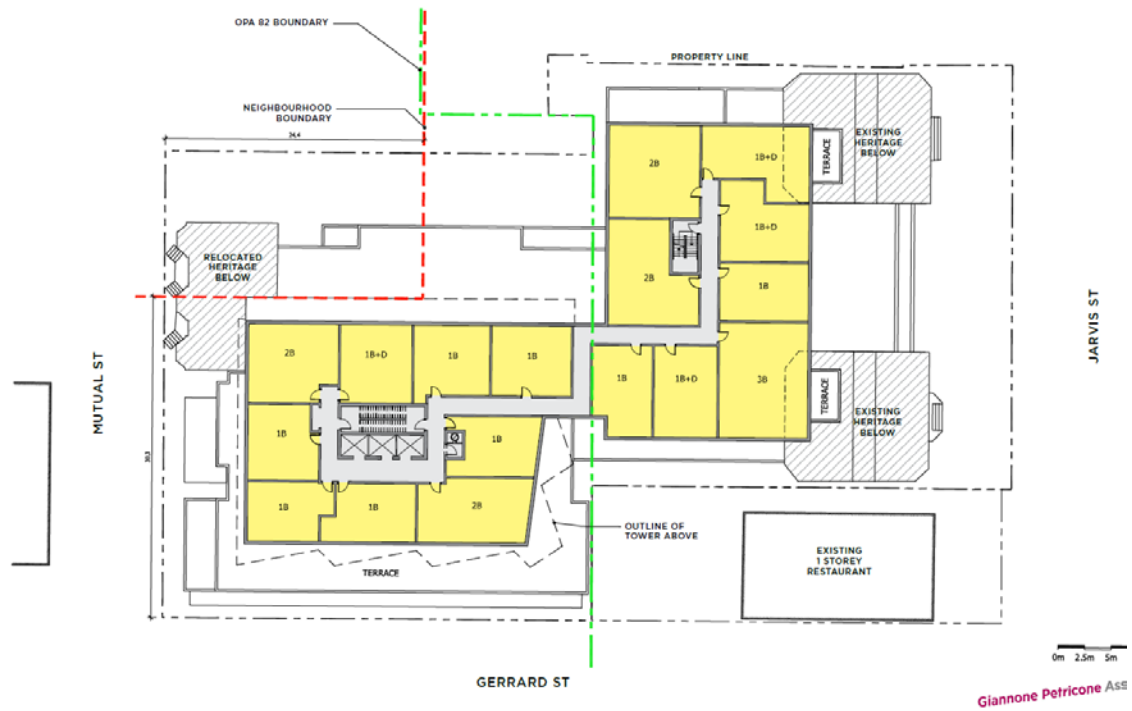 OPA 82 BOUNDARY
PROPERTY LINE
NEIGHBOURHOOD
BOUNDARY
EXISTING
HERITAGE
BELOW
TERRACE
2B
1B+D
1B+D
RELOCATED
HERITAGE
BELOW
2B
1B
MUTUAL ST
JARVIS ST
2B
1B+D
1B
1B
1B
1B+D
3B
TERRACE
EXISTING
HERITAGE
BELOW
1B
1B
1B
1B
2B
OUTLINE OF
TOWER ABOVE
EXISTING
1 STOREY
RESTAURANT
TERRACE
0m 2.5m 5m
GERRARD ST
Giannone Petricone Ass